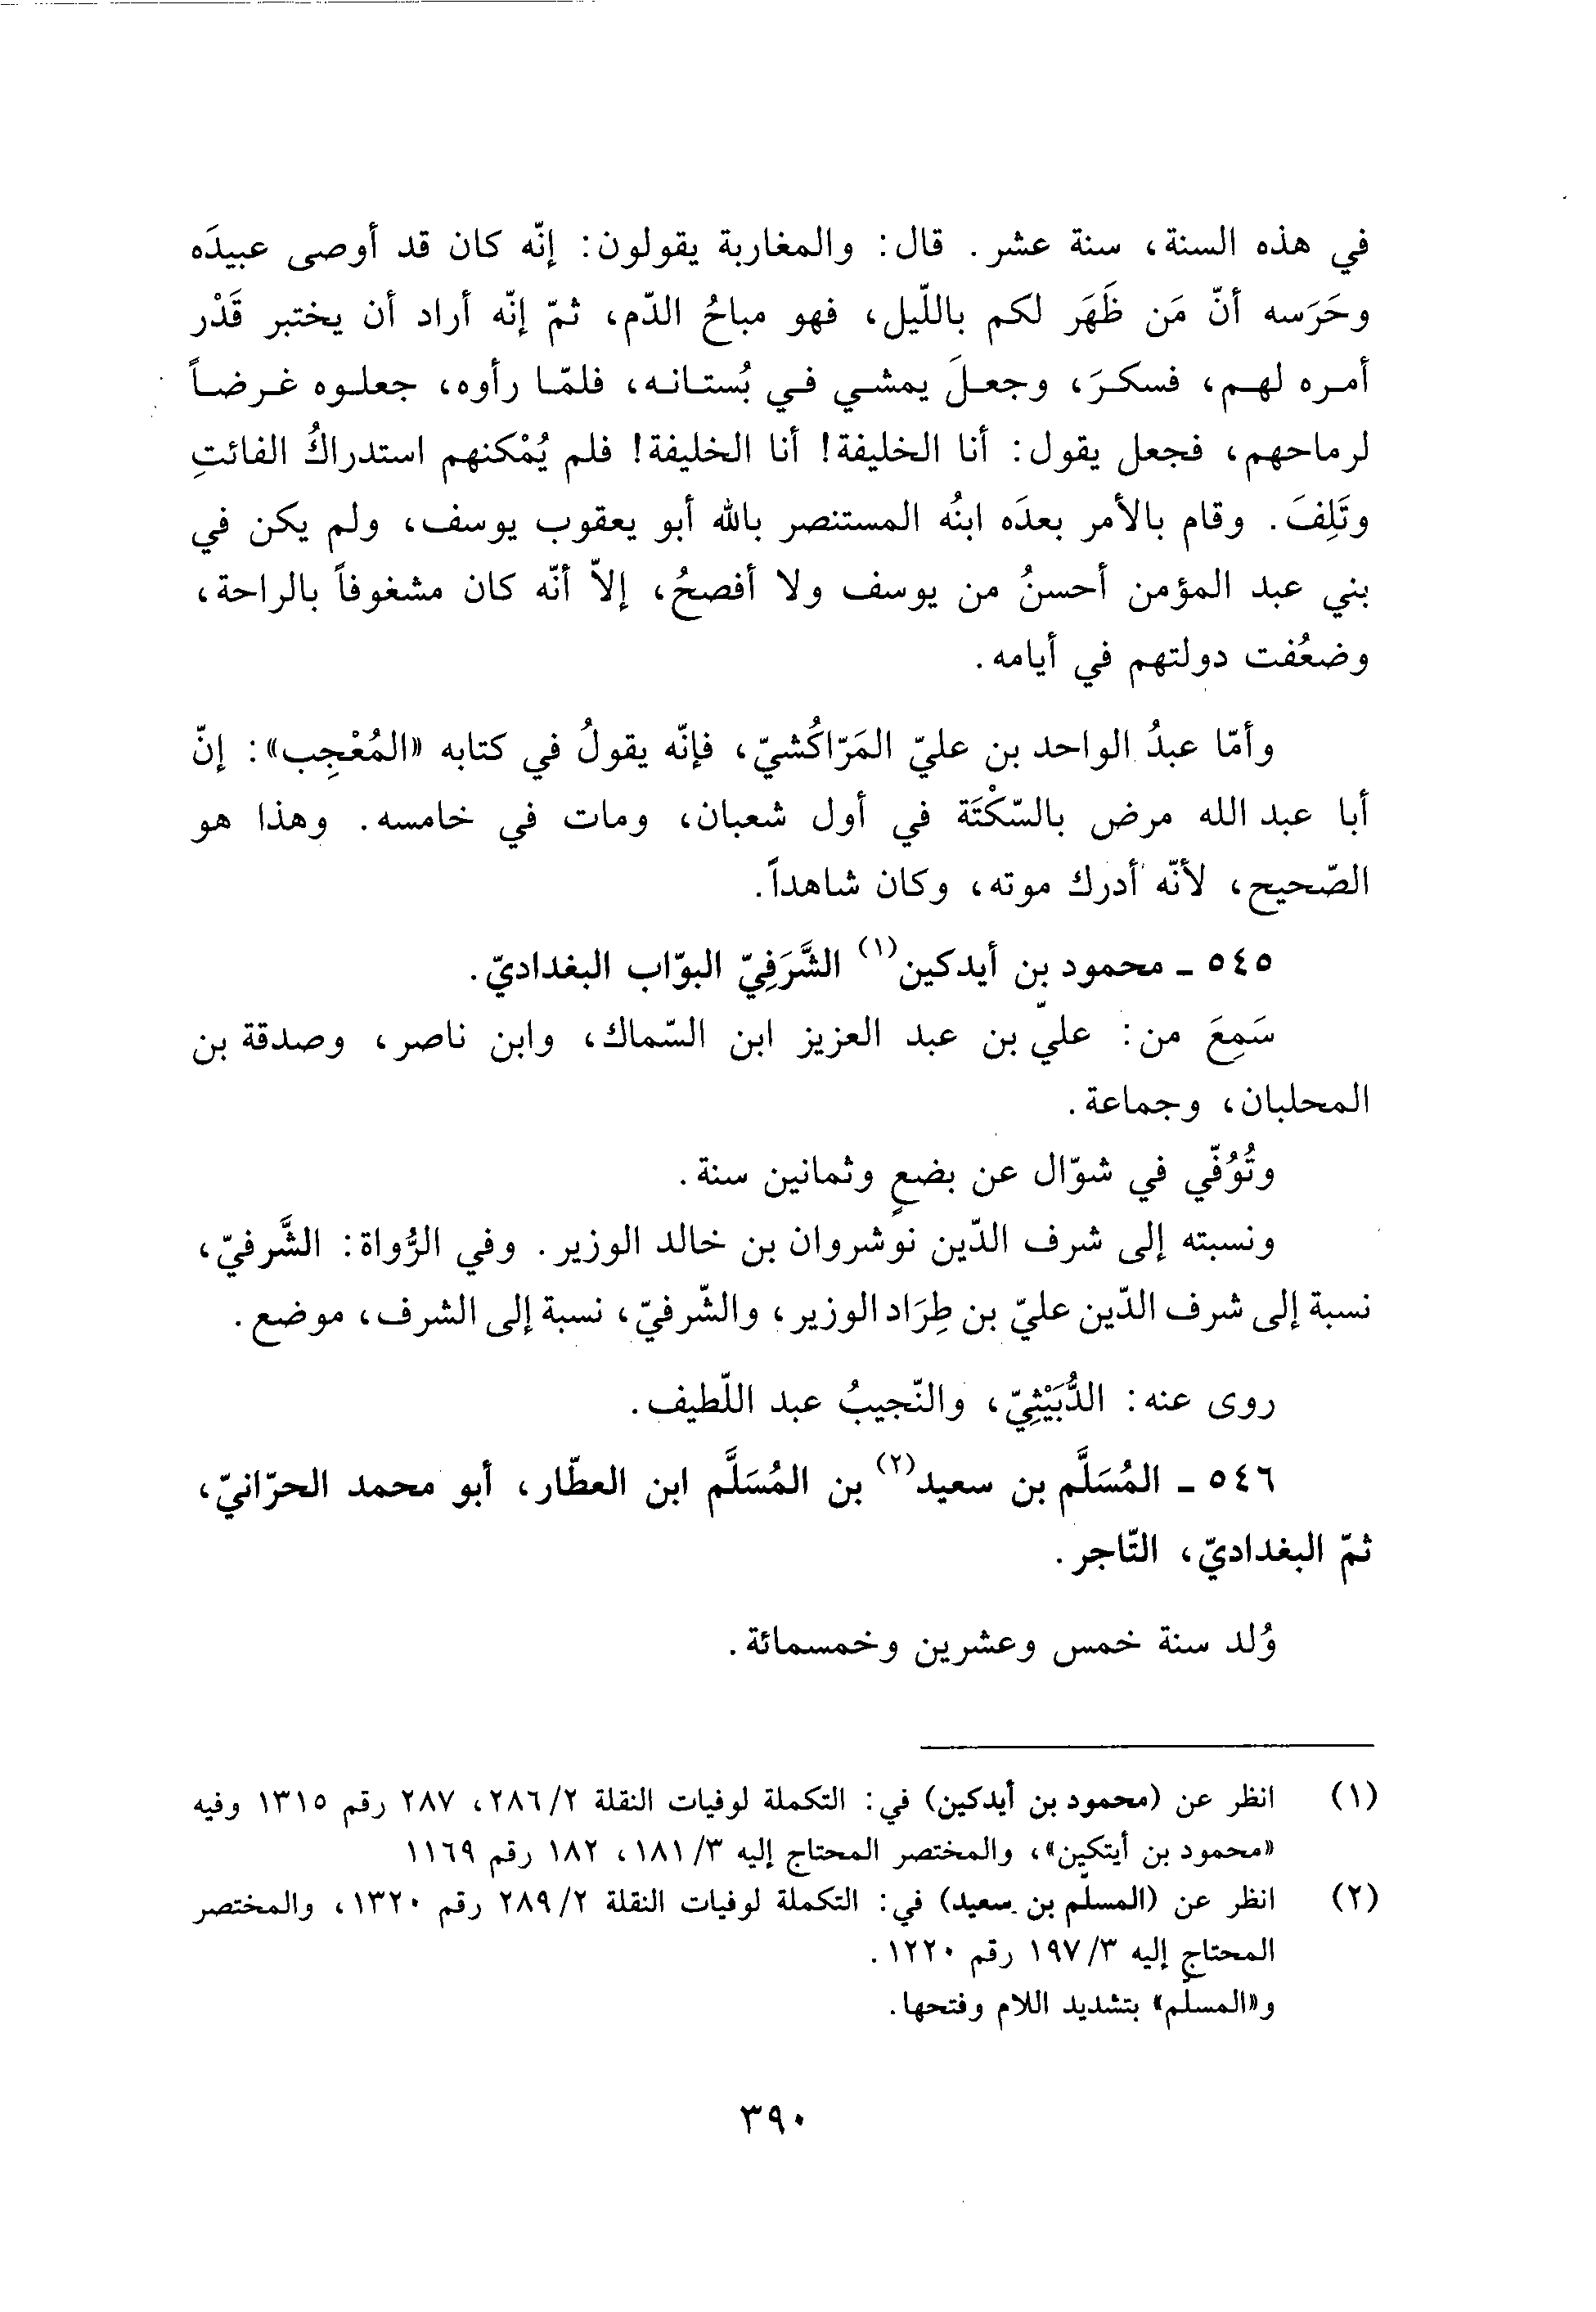 في هذه السنة، سنة عشر. قال: والمغاربة يقولون: إنّه كان قد أوصى عبيدَه
وحَرَسه أنّ مَن ظَهَر لكم باللّيل، فهو مباحُ الدّم، ثمّ إنّه أراد أن يختبر قَدْر
أمره لهم، فسكرَ، وجعلَ يمشي في بُستانه، فلمّا رأوه، جعلوه غرضاً
لرماحهم، فجعل يقول: أنا الخليفة! أنا الخليفة! فلم يُمْكنهم استدراكُ الفائتِ
وتَلِفَ. وقام بالأمر بعدَه ابنُه المستنصر بالله أبو يعقوب يوسف، ولم يكن في
بني عبد المؤمن أحسنُ من يوسف ولا أفصحُ، إلاّ أنّه كان مشغوفاً بالراحة،
وضعُفت دولتهم في أيامه.
وأمّا عبدُ الواحد بن عليّ المَرّاكُشيّ، فإنّه يقولُ في كتابه «المُعْجِب»: إنّ
أبا عبد الله مرض بالسّكْتَة في أول شعبان، ومات في خامسه. وهذا هو
الصّحيح، لأنّه أدرك موته، وكان شاهداً.
٥٤٥ ـ محمود بن أيدكين(١) الشَّرَفِيّ البوّاب البغداديّ.
سَمِعَ من: عليّ بن عبد العزيز ابن السّماك، وابن ناصر، وصدقة بن
المحلبان، وجماعة.
وتُوُفّي في شوّال عن بضعٍ وثمانين سنة.
ونسبته إلى شرف الدّين نوشروان بن خالد الوزير. وفي الرُّواة: الشَّرفيّ،
نسبة إلى شرف الدّين عليّ بن طِرَاد الوزير، والشّرفيّ، نسبة إلى الشرف، موضع.
روى عنه: الدُّبَيْثِيّ، والنّجيبُ عبد اللّطيف.
٥٤٦ ـ المُسَلَّم بن سعيد(٢) بن المُسَلَّم ابن العطّار، أبو محمد الحرّانيّ،
ثمّ البغداديّ، التّاجر.
وُلد سنة خمس وعشرين وخمسمائة.
(١) انظر عن (محمود بن أيدكين) في: التكملة لوفيات النقلة ٢/ ٢٨٦، ٢٨٧ رقم ١٣١٥ وفيه
«محمود بن أيتكين»، والمختصر المحتاج إليه ٣/ ١٨١، ١٨٢ رقم ١١٦٩
(٢) انظر عن (المسلّم بن سعيد) في: التكملة لوفيات النقلة ٢/ ٢٨٩ رقم ١٣٢٠، والمختصر
المحتاج إليه ٣/ ١٩٧ رقم ١٢٢٠.
و«المسلّم» بتشديد اللام وفتحها.
٣٩٠